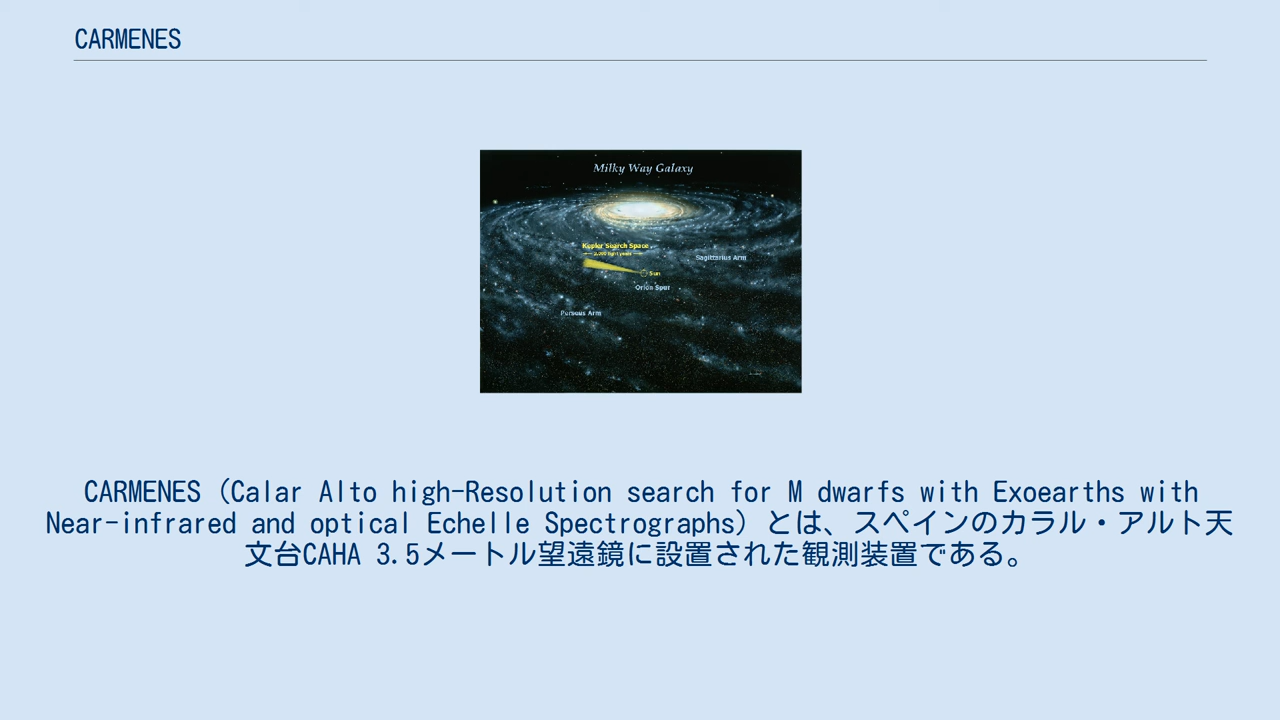 CARMENES
Milky Way Galaxy
Kepler Search Space
Sun
Sagittarius Arm
Orion Spur
Perseus Arm
CARMENES（Calar Alto high-Resolution search for M dwarfs with Exoearths with
Near-infrared and optical Echelle Spectrographs）とは、スペインのカラル・アルト天
文台CAHA 3.5メートル望遠鏡に設置された観測装置である。